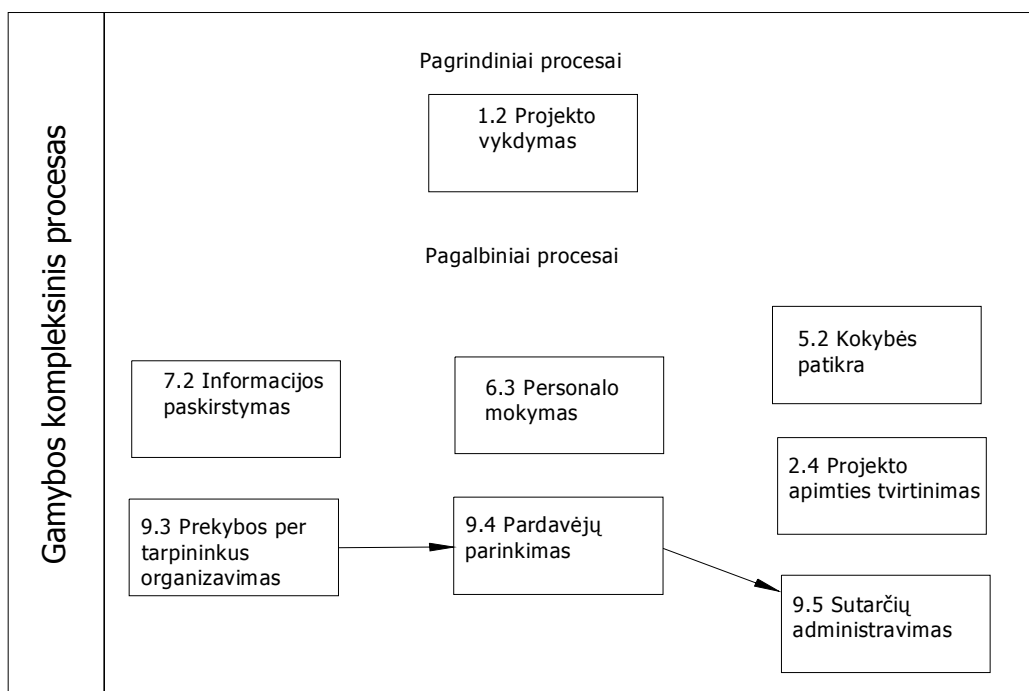 Gamybos kompleksinis procesas
Pagrindiniai procesai
1.2 Projekto
vykdymas
Pagalbiniai procesai
5.2 Kokybės
patikra
7.2 Informacijos
paskirstymas
6.3 Personalo
mokymas
2.4 Projekto
apimties tvirtinimas
9.3 Prekybos per
tarpininkus
organizavimas
9.4 Pardavėjų
parinkimas
9.5 Sutarčių
administravimas